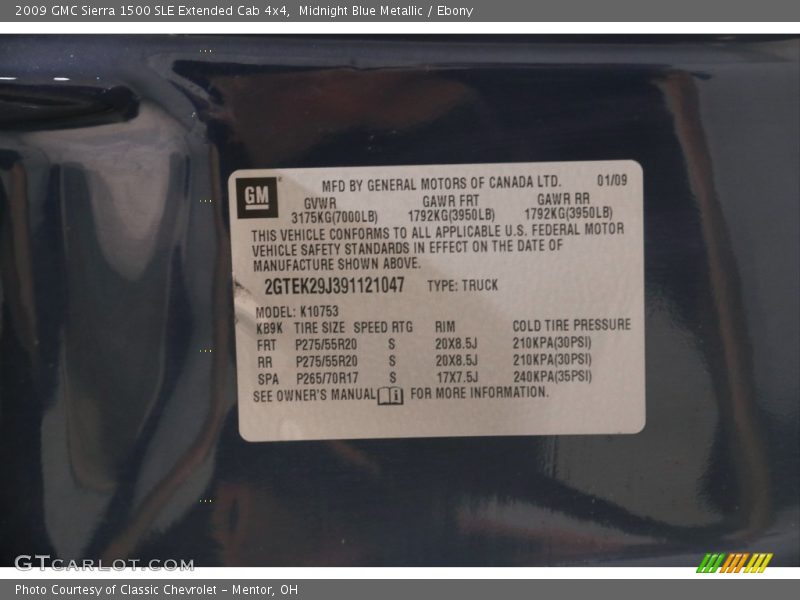 2009 GMC Sierra 1500 SLE Extended Cab 4x4, Midnight Blue Metallic / Ebony
GM MFD BY GENERAL MOTORS OF CANADA LTD. 01/09
GVWR GAWR FRT GAWR RR
3175KG(7000LB) 1792KG(3950LB) 1792KG(3950LB)
THIS VEHICLE CONFORMS TO ALL APPLICABLE U.S. FEDERAL MOTOR
VEHICLE SAFETY STANDARDS IN EFFECT ON THE DATE OF
MANUFACTURE SHOWN ABOVE.
2GTEK29J391121047 TYPE: TRUCK
MODEL: K10753
KB9K TIRE SIZE SPEED RTG RIM COLD TIRE PRESSURE
FRT P275/55R20 S 20X8.5J 210KPA(30PSI)
RR P275/55R20 S 20X8.5J 210KPA(30PSI)
SPA P265/70R17 S 17X7.5J 240KPA(35PSI)
SEE OWNER'S MANUAL FOR MORE INFORMATION.
GTCARLOT.COM
Photo Courtesy of Classic Chevrolet - Mentor, OH